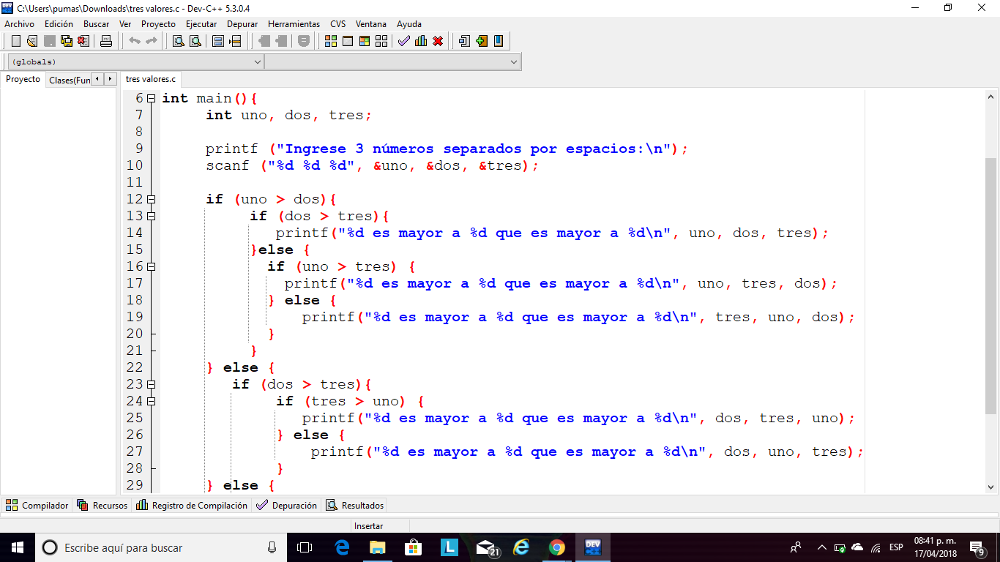 C:\Users\pumas\Downloads\tres valores.c - Dev-C++ 5.3.0.4
Archivo Edición Buscar Ver Proyecto Ejecutar Depurar Herramientas CVS Ventana Ayuda
(globals)
Proyecto Clases(Fun tres valores.c
6 int main(){
7 int uno, dos, tres;
8
9 printf ("Ingrese 3 números separados por espacios:\n");
10 scanf ("%d %d %d", &uno, &dos, &tres);
11
12 if (uno > dos){
13 if (dos > tres){
14 printf("%d es mayor a %d que es mayor a %d\n", uno, dos, tres);
15 }else {
16 if (uno > tres) {
17 printf("%d es mayor a %d que es mayor a %d\n", uno, tres, dos);
18 } else {
19 printf("%d es mayor a %d que es mayor a %d\n", tres, uno, dos);
20 }
21 }
22 } else {
23 if (dos > tres){
24 if (tres > uno) {
25 printf("%d es mayor a %d que es mayor a %d\n", dos, tres, uno);
26 } else {
27 printf("%d es mayor a %d que es mayor a %d\n", dos, uno, tres);
28 }
29 } else {
Compilador Recursos Registro de Compilación Depuración Resultados
Insertar
Escribe aquí para buscar
L
21
DEV
ESP
08:41 p. m.
17/04/2018
9